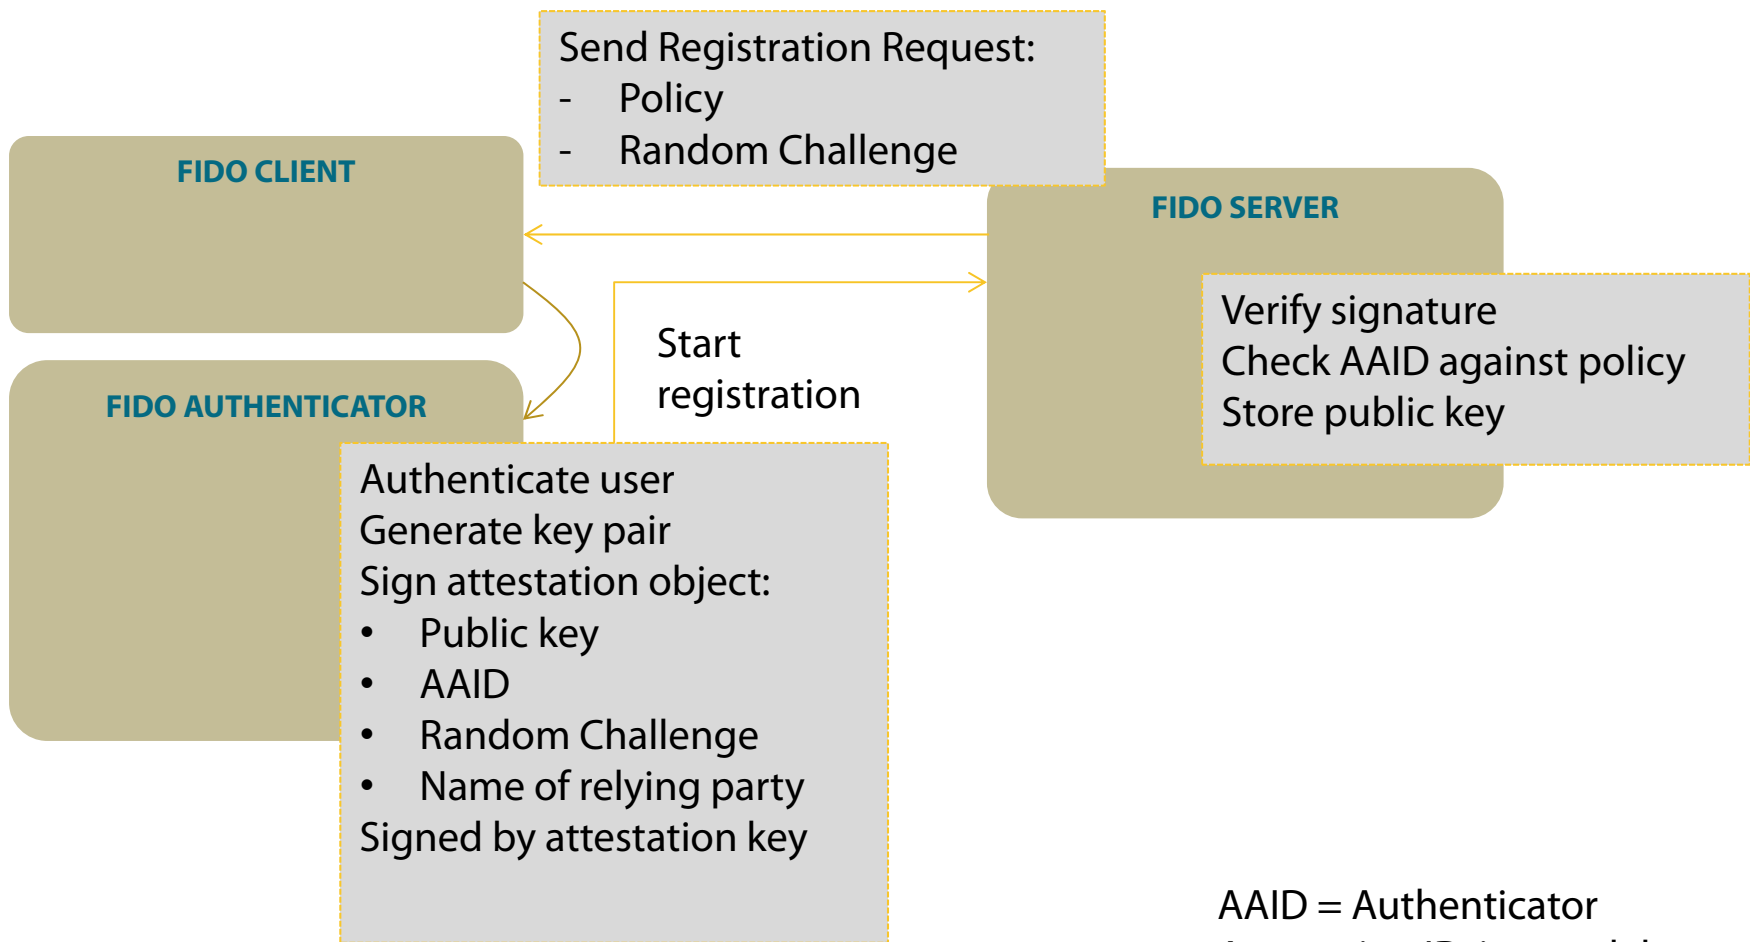 Send Registration Request:
- Policy
- Random Challenge
FIDO CLIENT
FIDO SERVER
Verify signature
Check AAID against policy
Store public key
Start
registration
FIDO AUTHENTICATOR
Authenticate user
Generate key pair
Sign attestation object:
• Public key
• AAID
• Random Challenge
• Name of relying party
Signed by attestation key
AAID = Authenticator